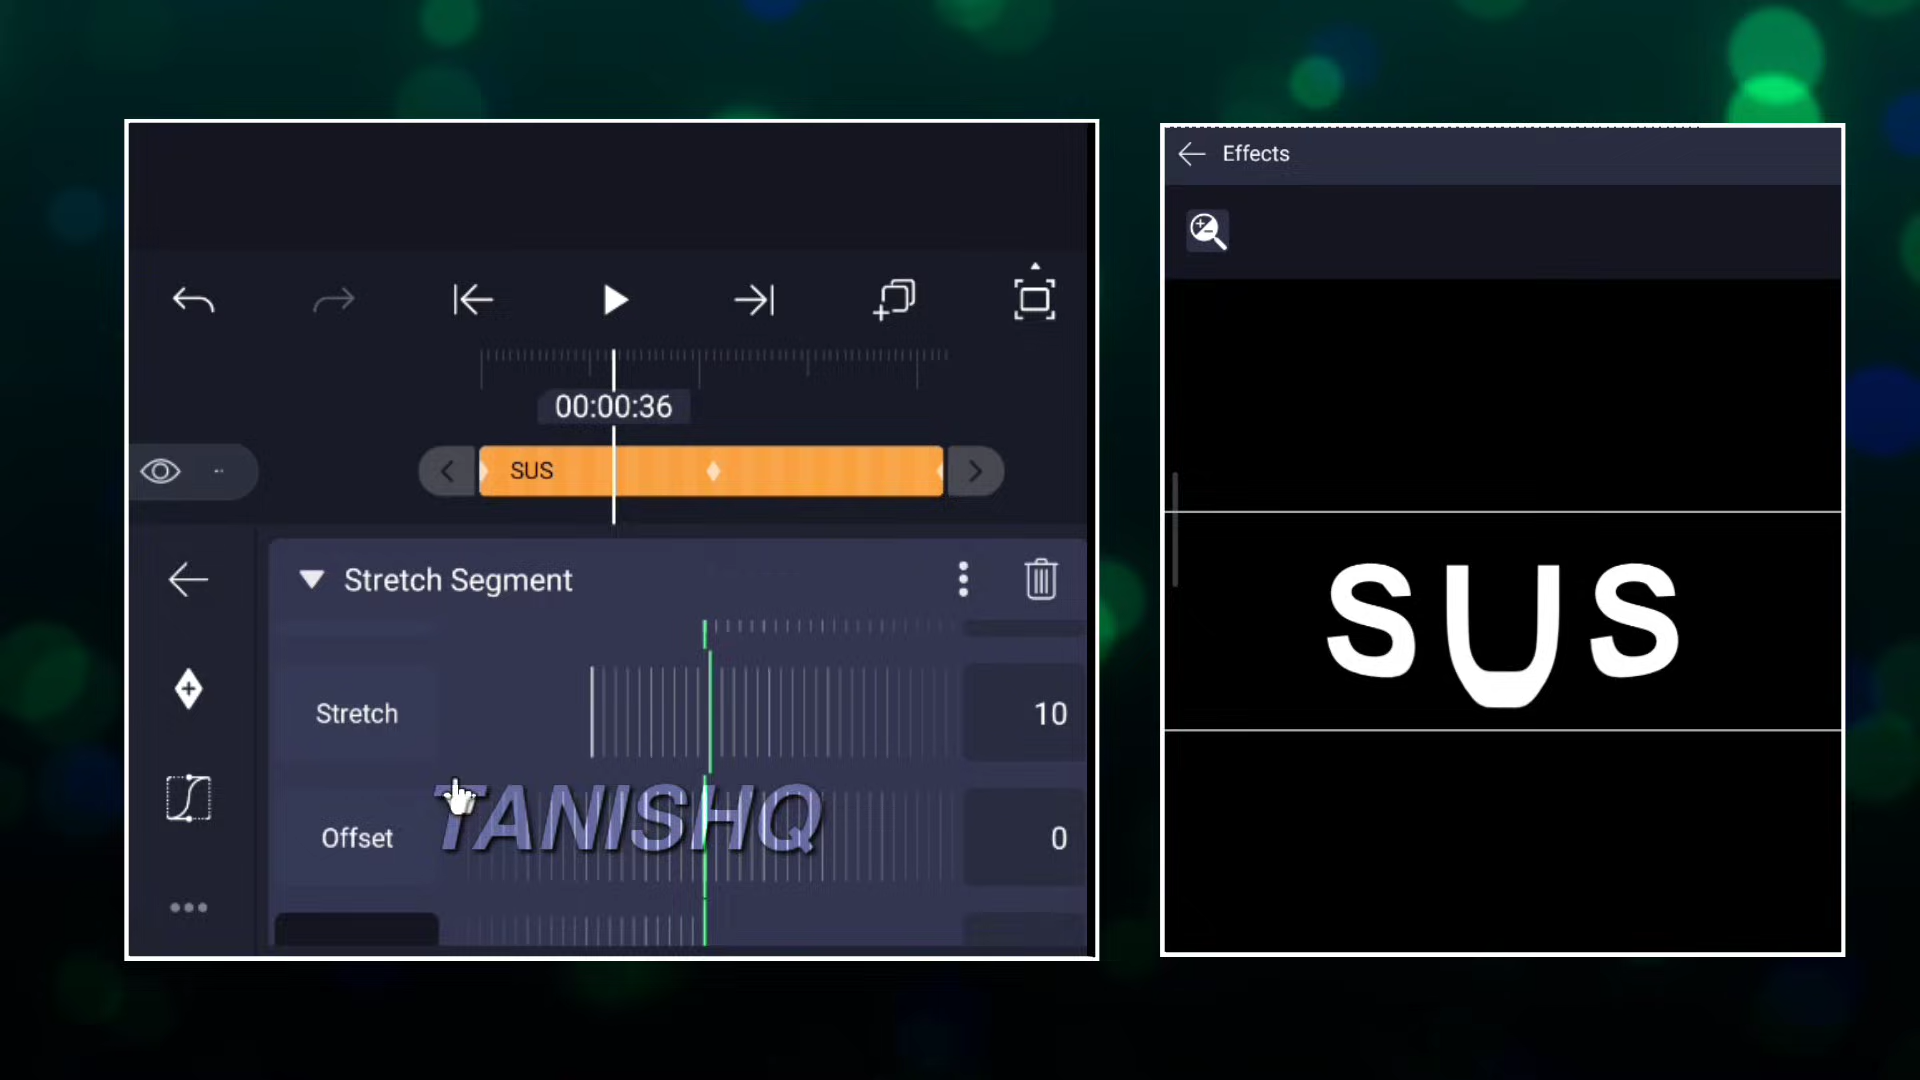 00:00:36
SUS
Stretch Segment
Stretch
10
TANISHQ
Offset
0
Effects
SUS